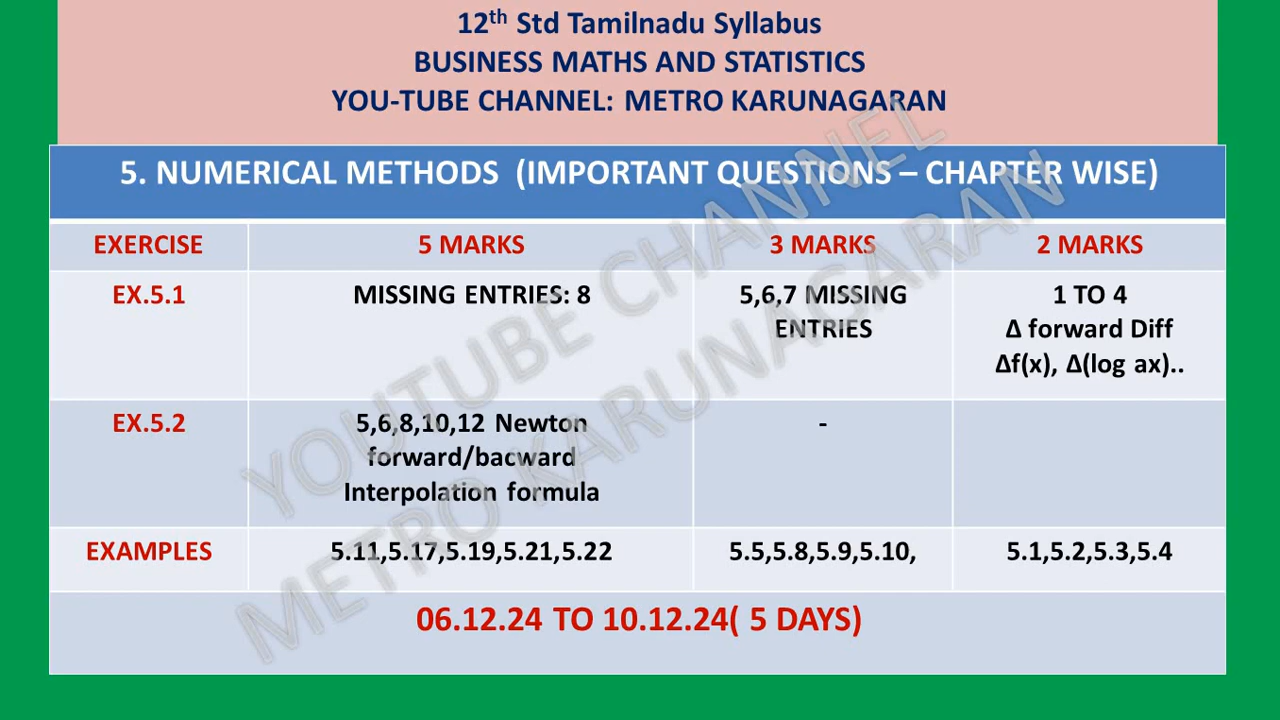 12th Std Tamilnadu Syllabus
BUSINESS MATHS AND STATISTICS
YOU-TUBE CHANNEL: METRO KARUNAGARAN
5. NUMERICAL METHODS (IMPORTANT QUESTIONS – CHAPTER WISE)
EXERCISE 5 MARKS 3 MARKS 2 MARKS
EX.5.1 MISSING ENTRIES: 8 5,6,7 MISSING 1 TO 4
ENTRIES Δ forward Diff
Δf(x), Δ(log ax)..
EX.5.2 5,6,8,10,12 Newton -
forward/bacward
Interpolation formula
EXAMPLES 5.11,5.17,5.19,5.21,5.22 5.5,5.8,5.9,5.10, 5.1,5.2,5.3,5.4
06.12.24 TO 10.12.24( 5 DAYS)
YOUTUBE CHANNEL
METRO KARUNAGARAN